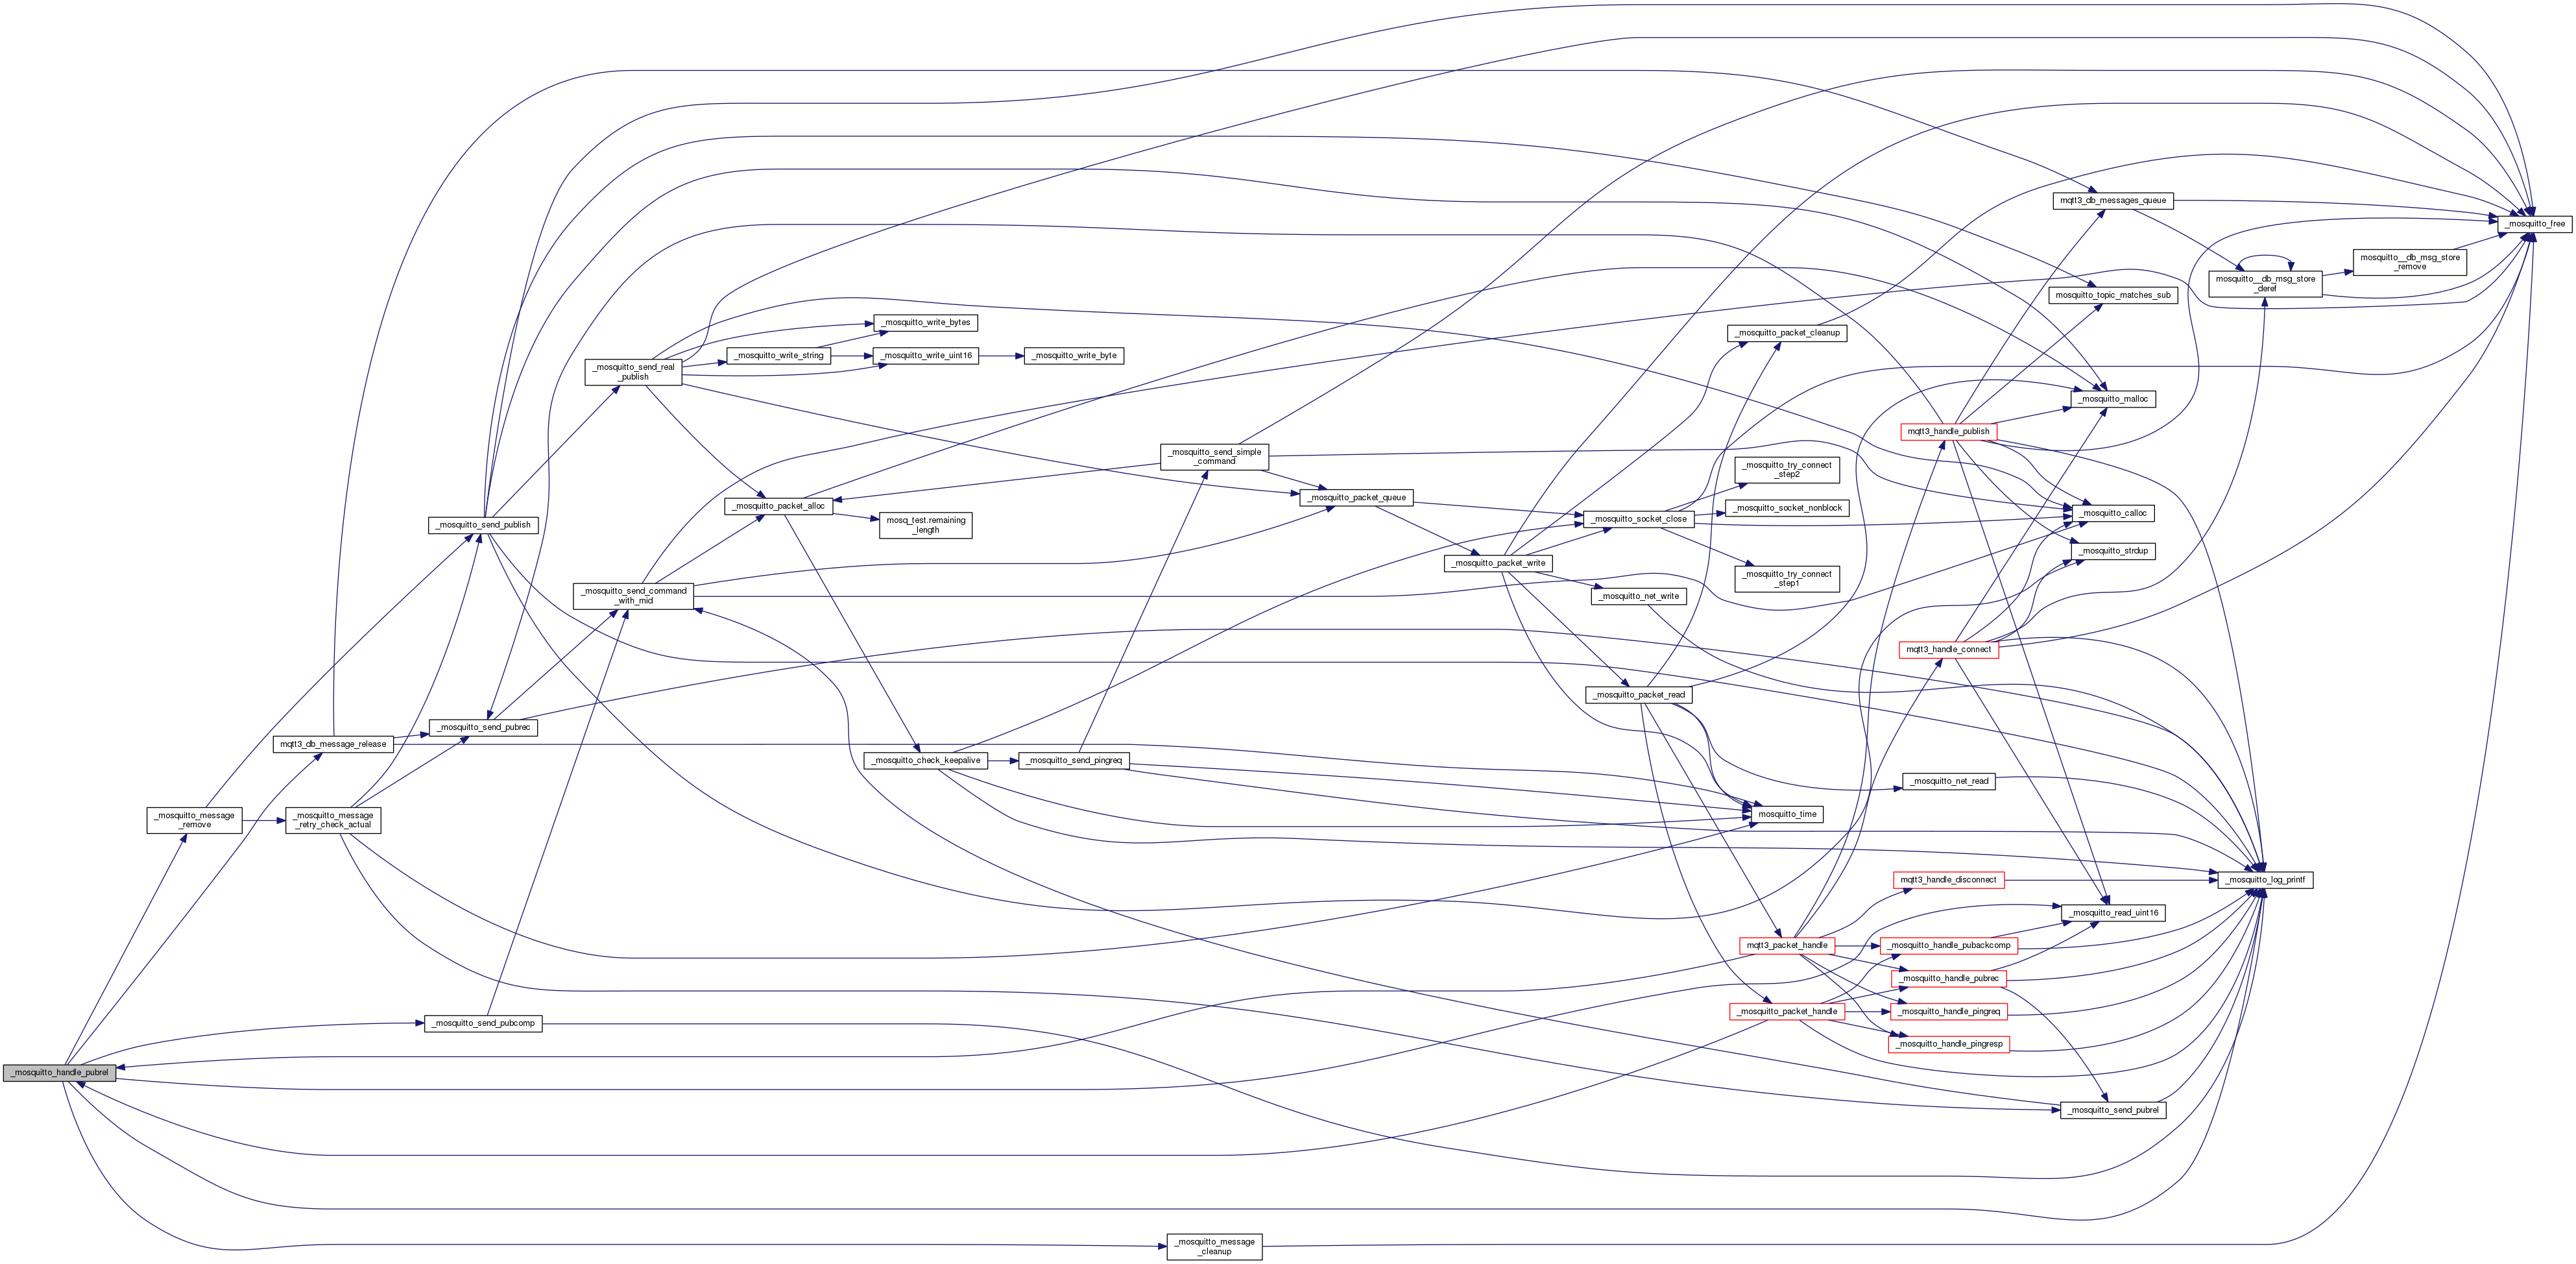 _mosquitto_handle_pubrel
_mosquitto_message
_remove
mqtt3_db_message_release
_mosquitto_message
_retry_check_actual
_mosquitto_send_publish
_mosquitto_send_pubrec
_mosquitto_send_pubcomp
_mosquitto_send_real
_publish
_mosquitto_send_command
_with_mid
_mosquitto_write_string
_mosquitto_packet_alloc
_mosquitto_write_bytes
_mosquitto_write_uint16
mosq_test.remaining
_length
_mosquitto_check_keepalive
_mosquitto_write_byte
_mosquitto_send_pingreq
_mosquitto_send_simple
_command
_mosquitto_message
_cleanup
_mosquitto_packet_queue
_mosquitto_packet_write
_mosquitto_socket_close
_mosquitto_net_write
_mosquitto_packet_read
_mosquitto_packet_cleanup
_mosquitto_try_connect
_step2
_mosquitto_socket_nonblock
_mosquitto_try_connect
_step1
mosquitto_time
mqtt3_packet_handle
_mosquitto_packet_handle
mqtt3_handle_publish
mqtt3_handle_connect
_mosquitto_net_read
mqtt3_handle_disconnect
_mosquitto_handle_pubackcomp
_mosquitto_handle_pubrec
_mosquitto_handle_pingreq
_mosquitto_handle_pingresp
mqtt3_db_messages_queue
mosquitto_topic_matches_sub
_mosquitto_malloc
_mosquitto_calloc
_mosquitto_strdup
_mosquitto_read_uint16
_mosquitto_send_pubrel
mosquitto__db_msg_store
_deref
_mosquitto_log_printf
mosquitto__db_msg_store
_remove
_mosquitto_free